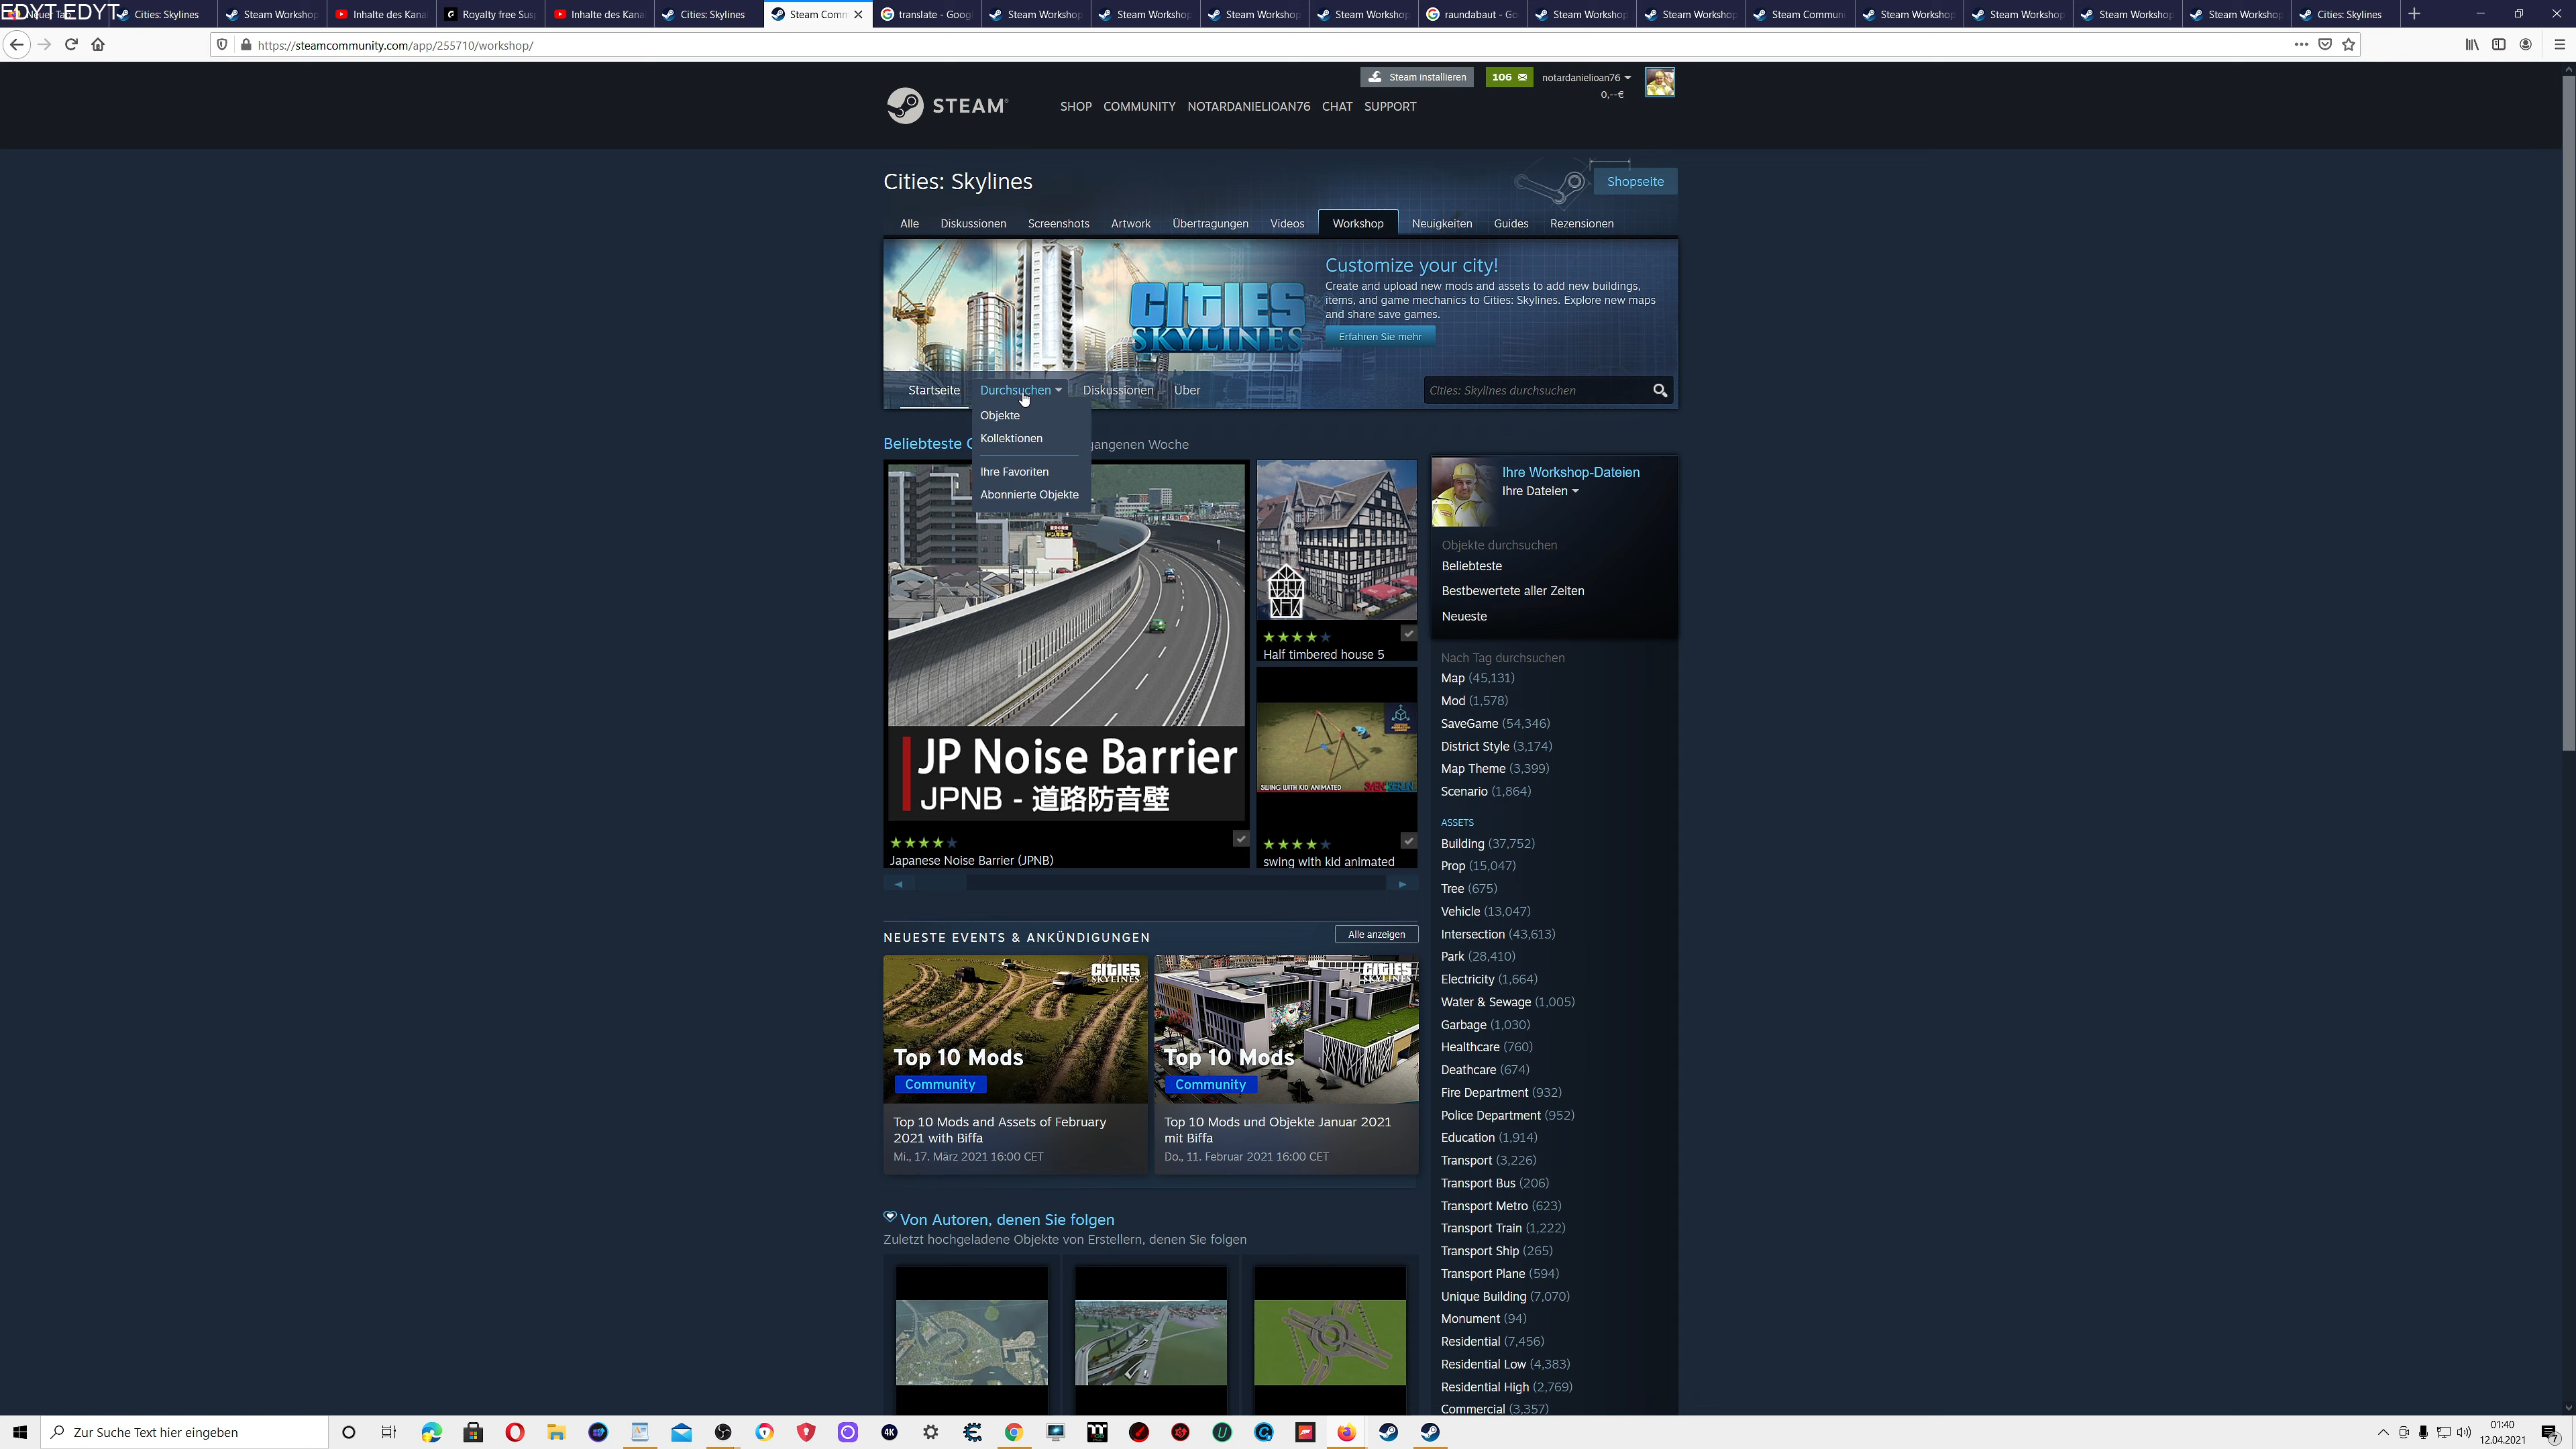 EDYT-EDYT
Neuer Tab
Cities: Skylines
Steam Workshop
Inhalte des Kana
Royalty free Sus
Inhalte des Kana
Cities: Skylines
Steam Comm
translate - Goog
Steam Workshop
Steam Workshop
Steam Workshop
Steam Workshop
raundabaut - Go
Steam Workshop
Steam Workshop
Steam Communi
Steam Workshop
Steam Workshop
Steam Workshop
Steam Workshop
Cities: Skylines
https://steamcommunity.com/app/255710/workshop/
Steam installieren
106
notardanielioan76
0,--€
STEAM®
SHOP COMMUNITY NOTARDANIELIOAN76 CHAT SUPPORT
Cities: Skylines
Shopseite
Alle Diskussionen Screenshots Artwork Übertragungen Videos Workshop Neuigkeiten Guides Rezensionen
CITIES
SKYLINES
Customize your city!
Create and upload new mods and assets to add new buildings,
items, and game mechanics to Cities: Skylines. Explore new maps
and share save games.
Erfahren Sie mehr
Startseite Durchsuchen Diskussionen Über
Cities: Skylines durchsuchen
Objekte
Kollektionen
Ihre Favoriten
Abonnierte Objekte
Beliebteste
gangenen Woche
JP Noise Barrier
JPNB - 道路防音壁
Japanese Noise Barrier (JPNB)
Half timbered house 5
SWING WITH KID ANIMATED
swing with kid animated
Ihre Workshop-Dateien
Ihre Dateien
Objekte durchsuchen
Beliebteste
Bestbewertete aller Zeiten
Neueste
Nach Tag durchsuchen
Map (45,131)
Mod (1,578)
SaveGame (54,346)
District Style (3,174)
Map Theme (3,399)
Scenario (1,864)
ASSETS
Building (37,752)
Prop (15,047)
Tree (675)
Vehicle (13,047)
Intersection (43,613)
Park (28,410)
Electricity (1,664)
Water & Sewage (1,005)
Garbage (1,030)
Healthcare (760)
Deathcare (674)
Fire Department (932)
Police Department (952)
Education (1,914)
Transport (3,226)
Transport Bus (206)
Transport Metro (623)
Transport Train (1,222)
Transport Ship (265)
Transport Plane (594)
Unique Building (7,070)
Monument (94)
Residential (7,456)
Residential Low (4,383)
Residential High (2,769)
Commercial (3,357)
NEUESTE EVENTS & ANKÜNDIGUNGEN
Alle anzeigen
CITIES
SKYLINES
Top 10 Mods
Community
Top 10 Mods and Assets of February
2021 with Biffa
Mi., 17. März 2021 16:00 CET
CITIES
SKYLINES
Top 10 Mods
Community
Top 10 Mods und Objekte Januar 2021
mit Biffa
Do., 11. Februar 2021 16:00 CET
Von Autoren, denen Sie folgen
Zuletzt hochgeladene Objekte von Erstellern, denen Sie folgen
Zur Suche Text hier eingeben
4K
01:40
12.04.2021
7